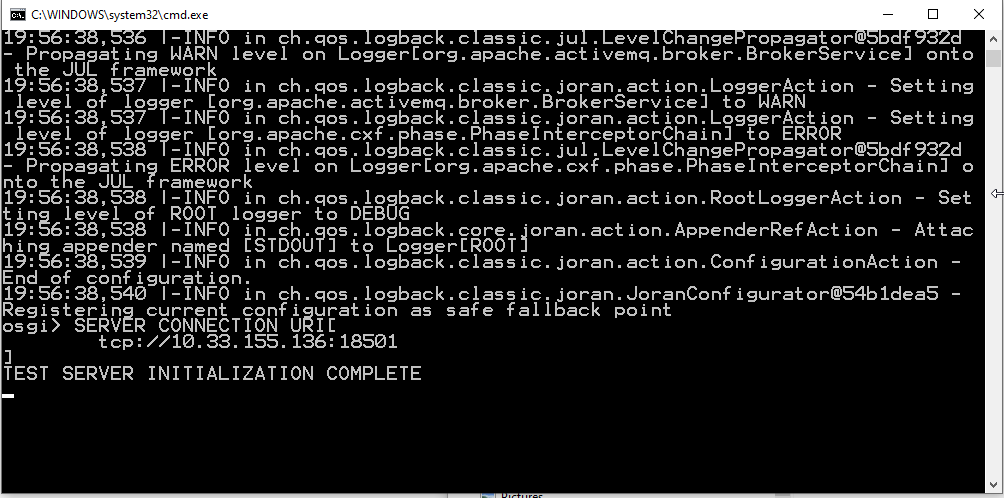 C:\WINDOWS\system32\cmd.exe
19:56:38,536 |-INFO in ch.qos.logback.classic.jul.LevelChangePropagator@5bdf932d
- Propagating WARN level on Logger[org.apache.activemq.broker.BrokerService] onto
the JUL framework
19:56:38,537 |-INFO in ch.qos.logback.classic.joran.action.LoggerAction - Setting
level of logger [org.apache.activemq.broker.BrokerService] to WARN
19:56:38,537 |-INFO in ch.qos.logback.classic.joran.action.LoggerAction - Setting
level of logger [org.apache.cxf.phase.PhaseInterceptorChain] to ERROR
19:56:38,538 |-INFO in ch.qos.logback.classic.jul.LevelChangePropagator@5bdf932d
- Propagating ERROR level on Logger[org.apache.cxf.phase.PhaseInterceptorChain] o
nto the JUL framework
19:56:38,538 |-INFO in ch.qos.logback.classic.joran.action.RootLoggerAction - Set
ting level of ROOT logger to DEBUG
19:56:38,538 |-INFO in ch.qos.logback.core.joran.action.AppenderRefAction - Attac
hing appender named [STDOUT] to Logger[ROOT]
19:56:38,539 |-INFO in ch.qos.logback.classic.joran.action.ConfigurationAction -
End of configuration.
19:56:38,540 |-INFO in ch.qos.logback.classic.joran.JoranConfigurator@54b1dea5 -
Registering current configuration as safe fallback point
osgi> SERVER CONNECTION URI[
tcp://10.33.155.136:18501
]
TEST SERVER INITIALIZATION COMPLETE
Pictures